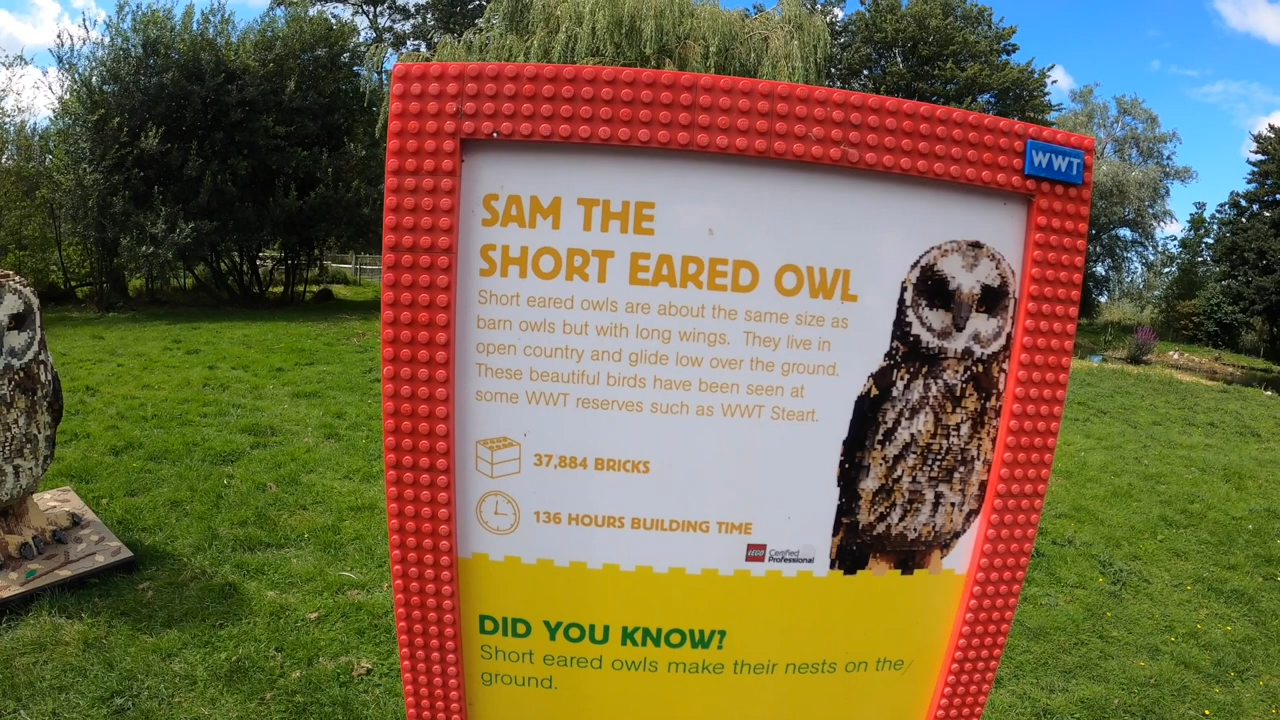 WWT
SAM THE
SHORT EARED OWL
Short eared owls are about the same size as
barn owls but with long wings. They live in
open country and glide low over the ground.
These beautiful birds have been seen at
some WWT reserves such as WWT Steart.
37,884 BRICKS
136 HOURS BUILDING TIME
LEGO Certified
Professional
DID YOU KNOW?
Short eared owls make their nests on the
ground.